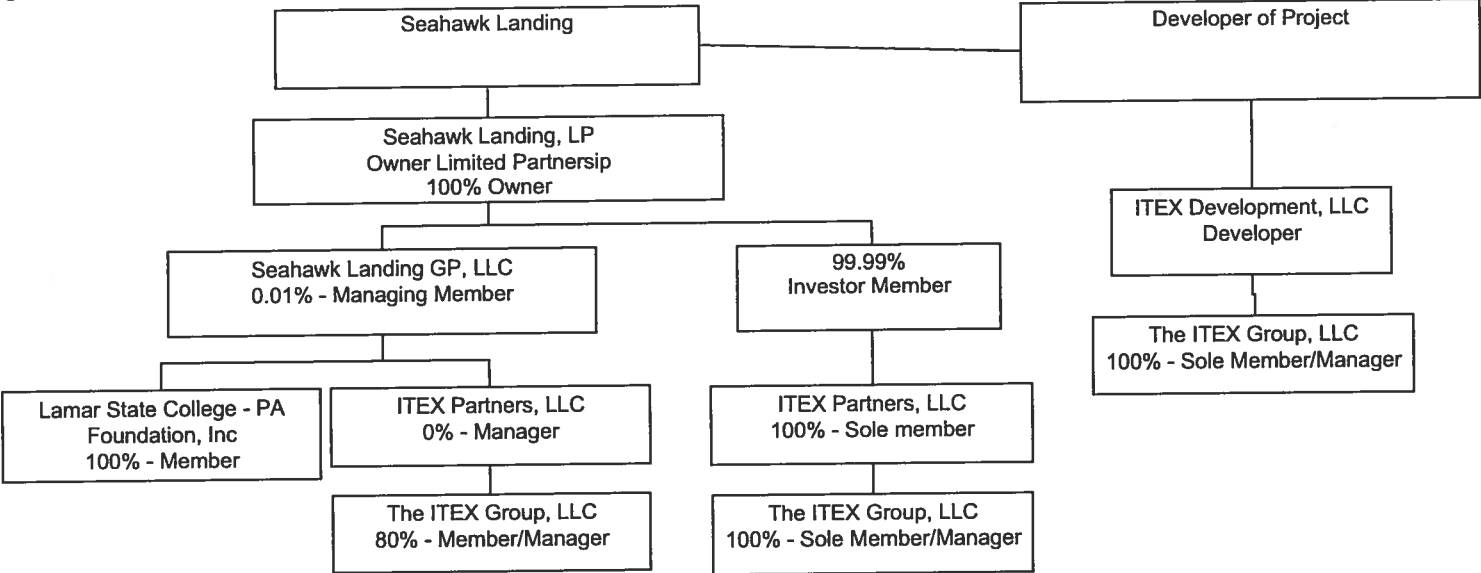 Seahawk Landing
Developer of Project
Seahawk Landing, LP
Owner Limited Partnersip
100% Owner
ITEX Development, LLC
Developer
Seahawk Landing GP, LLC
0.01% - Managing Member
99.99%
Investor Member
The ITEX Group, LLC
100% - Sole Member/Manager
Lamar State College - PA
Foundation, Inc
100% - Member
ITEX Partners, LLC
0% - Manager
ITEX Partners, LLC
100% - Sole member
The ITEX Group, LLC
80% - Member/Manager
The ITEX Group, LLC
100% - Sole Member/Manager